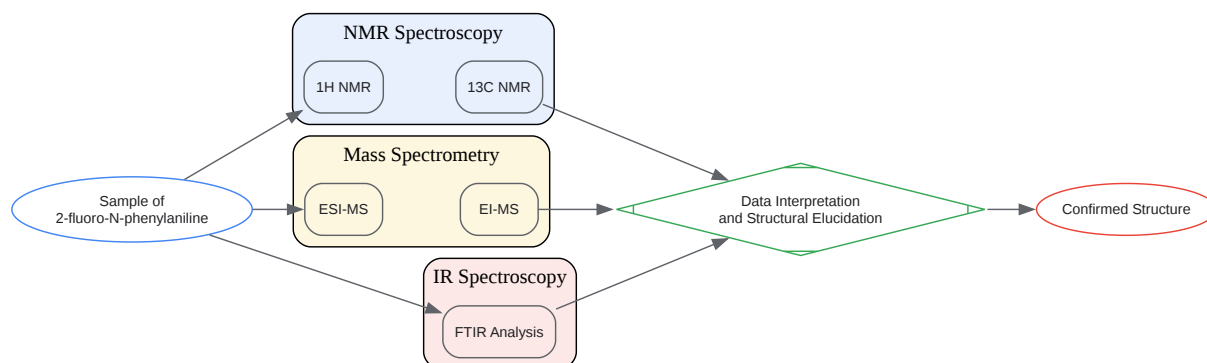 NMR Spectroscopy
1H NMR
13C NMR
Mass Spectrometry
ESI-MS
EI-MS
Sample of
2-fluoro-N-phenylaniline
Data Interpretation
and Structural Elucidation
Confirmed Structure
IR Spectroscopy
FTIR Analysis